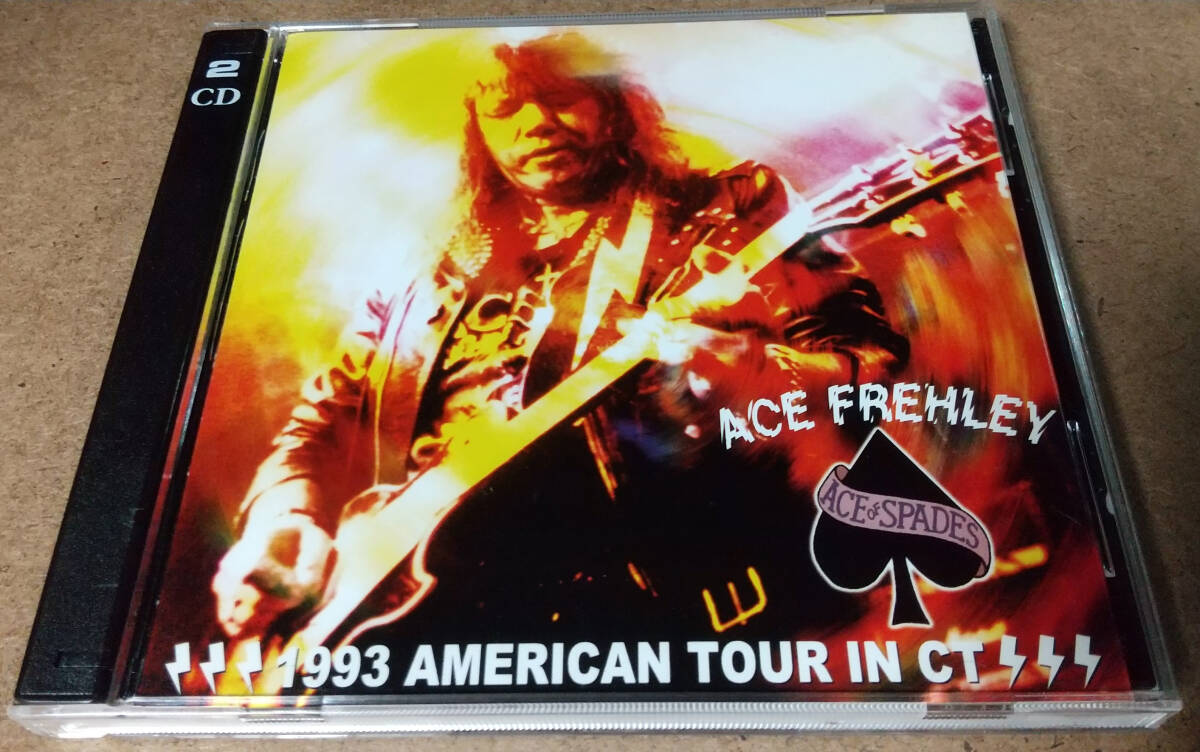 2
CD
ACE FREHLEY
ACE OF SPADES
1993 AMERICAN TOUR IN CT